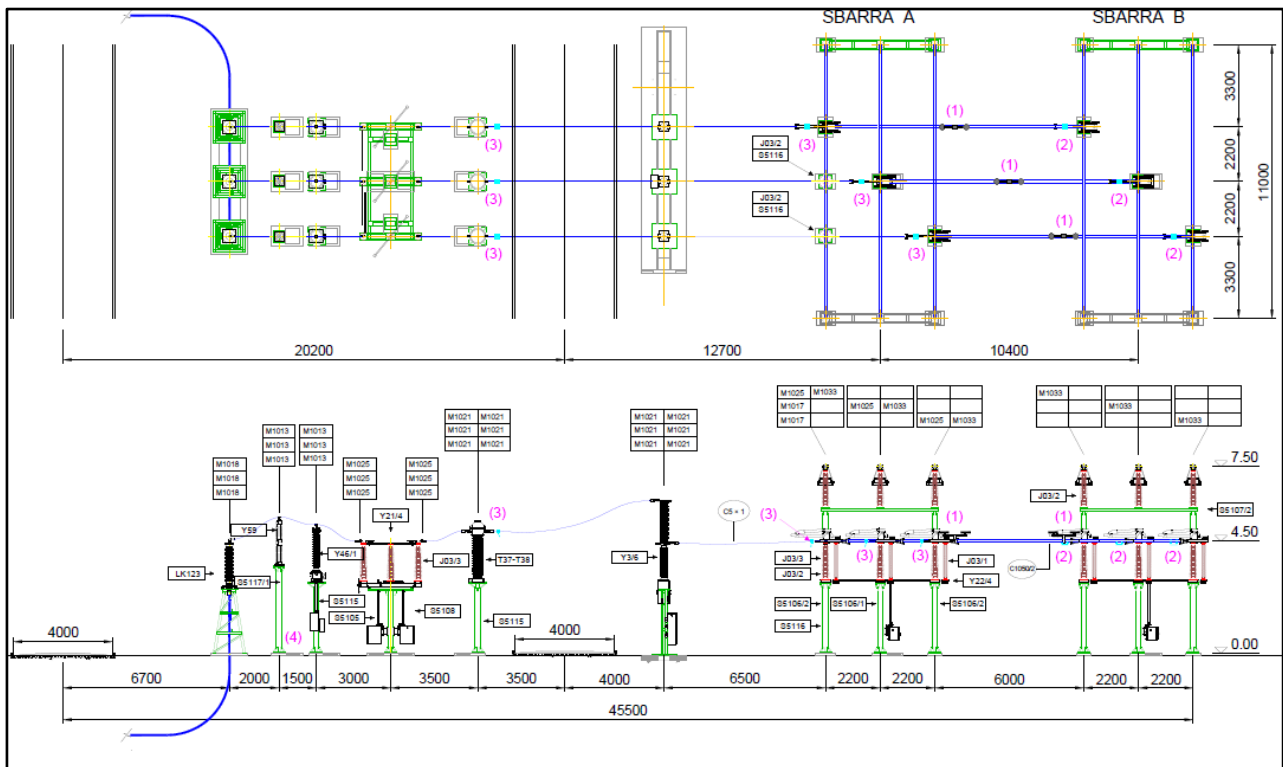 SBARRA A
SBARRA B
(1)
(3)
(3)
(2)
J03/2
S5116
(3)
(3)
(1)
(2)
J03/2
S5116
(1)
(3)
(3)
(2)
3300
2200
2200
3300
11000
20200
12700
10400
M1018
M1018
M1018
M1013
M1013
M1013
M1013
M1013
M1013
M1025
M1025
M1025
M1025
M1025
M1025
M1021 M1021
M1021 M1021
M1021 M1021
M1021 M1021
M1021 M1021
M1021 M1021
M1025 M1033
M1017
M1017
M1025 M1033
M1025 M1033
M1033
M1033
M1033
7.50
Y59
Y21/4
(3)
C5 × 1
(3)
(1)
J03/2
(1)
S5107/2
4.50
LK123
Y46/1
J03/3
T37-T38
Y3/6
J03/3
J03/2
(3)
(3)
J03/1
Y22/4
C1050/2
(2)
(2)
(2)
S5117/1
S5115
S5105
S5108
S5115
S5106/2
S5116
S5106/1
S5106/2
(4)
4000
4000
0.00
6700
2000
1500
3000
3500
3500
4000
6500
2200
2200
6000
2200
2200
45500